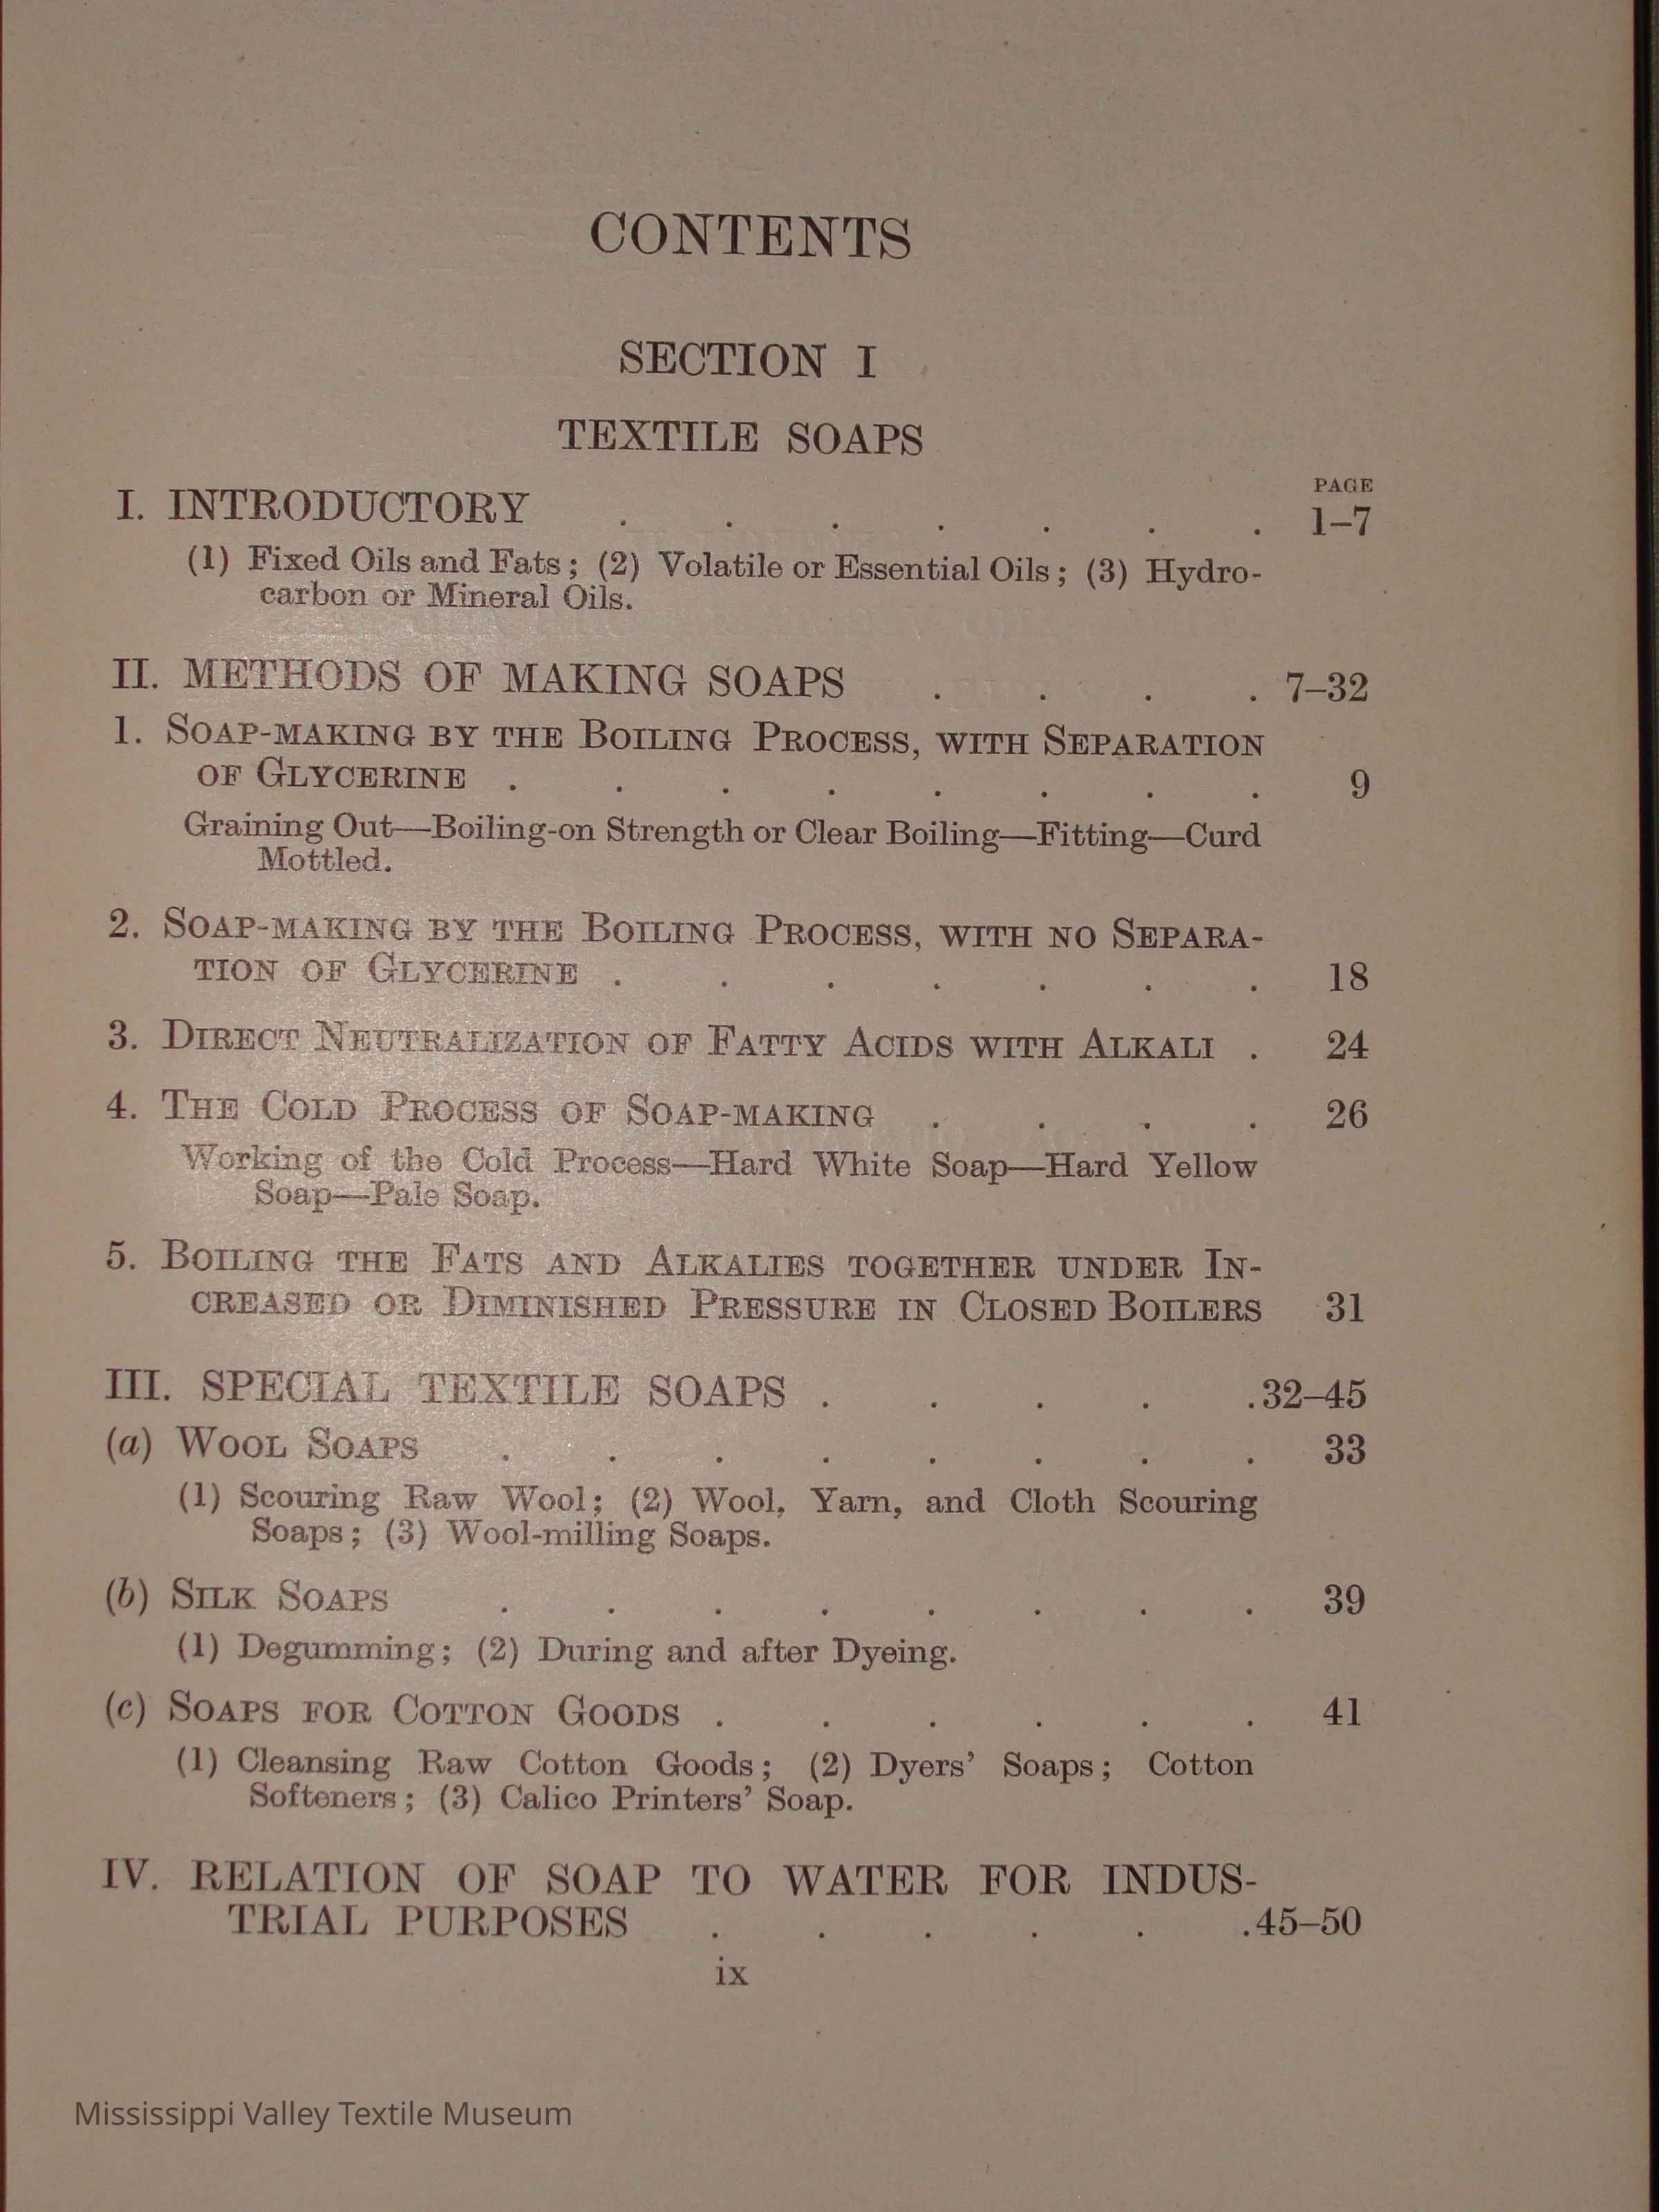 CONTENTS
SECTION I
TEXTILE SOAPS
PAGE
I. INTRODUCTORY . . . . . . . 1–7
(1) Fixed Oils and Fats; (2) Volatile or Essential Oils; (3) Hydro-
carbon or Mineral Oils.
II. METHODS OF MAKING SOAPS . . . . 7–32
1. SOAP-MAKING BY THE BOILING PROCESS, WITH SEPARATION
OF GLYCERINE . . . . . . . . 9
Graining Out—Boiling-on Strength or Clear Boiling—Fitting—Curd
Mottled.
2. SOAP-MAKING BY THE BOILING PROCESS, WITH NO SEPARA-
TION OF GLYCERINE . . . . . . . 18
3. DIRECT NEUTRALIZATION OF FATTY ACIDS WITH ALKALI . 24
4. THE COLD PROCESS OF SOAP-MAKING . . . . 26
Working of the Cold Process—Hard White Soap—Hard Yellow
Soap—Pale Soap.
5. BOILING THE FATS AND ALKALIES TOGETHER UNDER IN-
CREASED OR DIMINISHED PRESSURE IN CLOSED BOILERS 31
III. SPECIAL TEXTILE SOAPS . . . . . 32–45
(a) WOOL SOAPS . . . . . . . . 33
(1) Scouring Raw Wool; (2) Wool, Yarn, and Cloth Scouring
Soaps; (3) Wool-milling Soaps.
(b) SILK SOAPS . . . . . . . . 39
(1) Degumming; (2) During and after Dyeing.
(c) SOAPS FOR COTTON GOODS . . . . . . 41
(1) Cleansing Raw Cotton Goods; (2) Dyers' Soaps; Cotton
Softeners; (3) Calico Printers' Soap.
IV. RELATION OF SOAP TO WATER FOR INDUS-
TRIAL PURPOSES . . . . . . 45–50
ix
Mississippi Valley Textile Museum